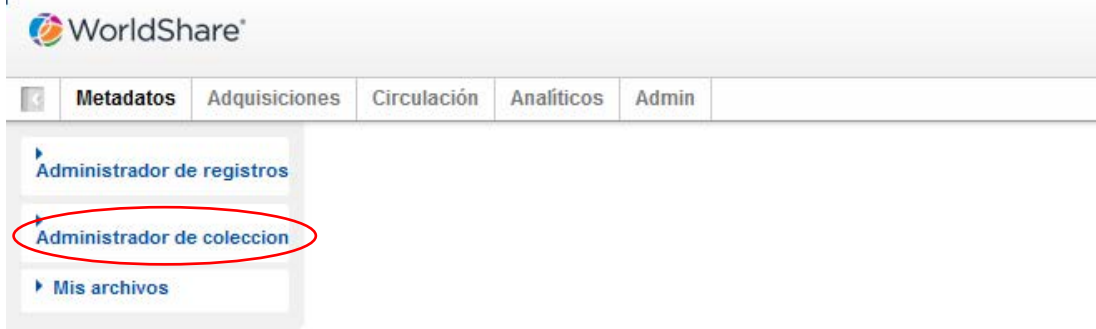 WorldShare®
Metadatos Adquisiciones Circulación Analíticos Admin
Administrador de registros
Administrador de coleccion
Mis archivos